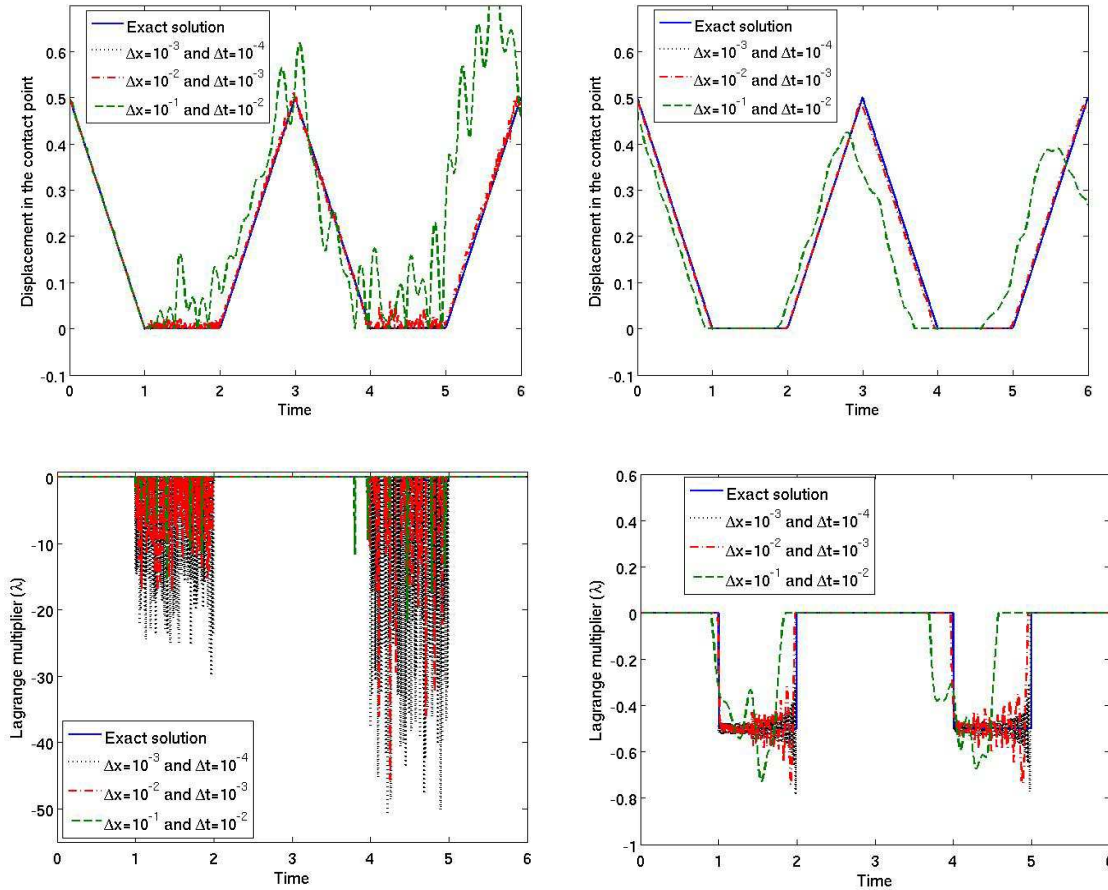 0.6
0.5
0.4
0.3
0.2
0.1
0
-0.1
Displacement in the contact point
Exact solution
Δx=10⁻³ and Δt=10⁻⁴
Δx=10⁻² and Δt=10⁻³
Δx=10⁻¹ and Δt=10⁻²
0 1 2 3 4 5 6
Time
0.6
0.5
0.4
0.3
0.2
0.1
0
-0.1
Displacement in the contact point
Exact solution
Δx=10⁻³ and Δt=10⁻⁴
Δx=10⁻² and Δt=10⁻³
Δx=10⁻¹ and Δt=10⁻²
0 1 2 3 4 5 6
Time
0
-10
-20
-30
-40
-50
Lagrange multiplier (λ)
Exact solution
Δx=10⁻³ and Δt=10⁻⁴
Δx=10⁻² and Δt=10⁻³
Δx=10⁻¹ and Δt=10⁻²
0 1 2 3 4 5 6
Time
0.6
0.4
0.2
0
-0.2
-0.4
-0.6
-0.8
-1
Lagrange multiplier (λ)
Exact solution
Δx=10⁻³ and Δt=10⁻⁴
Δx=10⁻² and Δt=10⁻³
Δx=10⁻¹ and Δt=10⁻²
0 1 2 3 4 5 6
Time